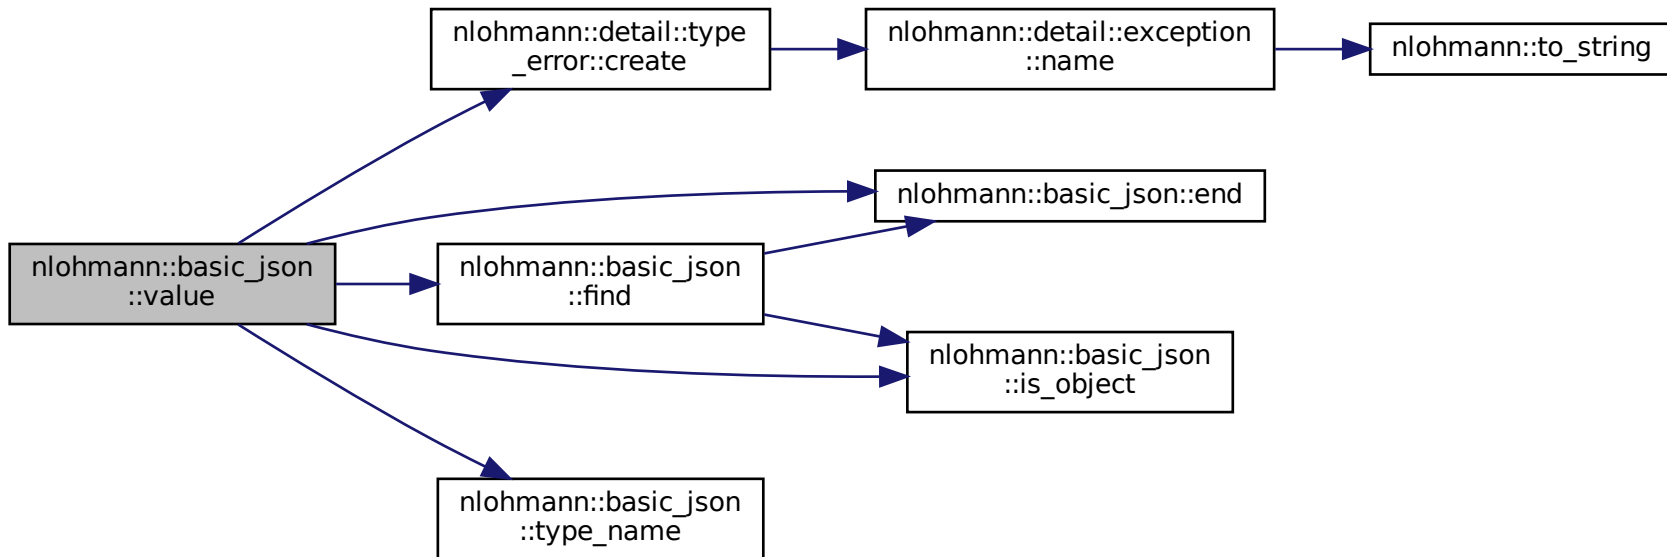 nlohmann::detail::type
_error::create
nlohmann::detail::exception
::name
nlohmann::to_string
nlohmann::basic_json::end
nlohmann::basic_json
::value
nlohmann::basic_json
::find
nlohmann::basic_json
::is_object
nlohmann::basic_json
::type_name